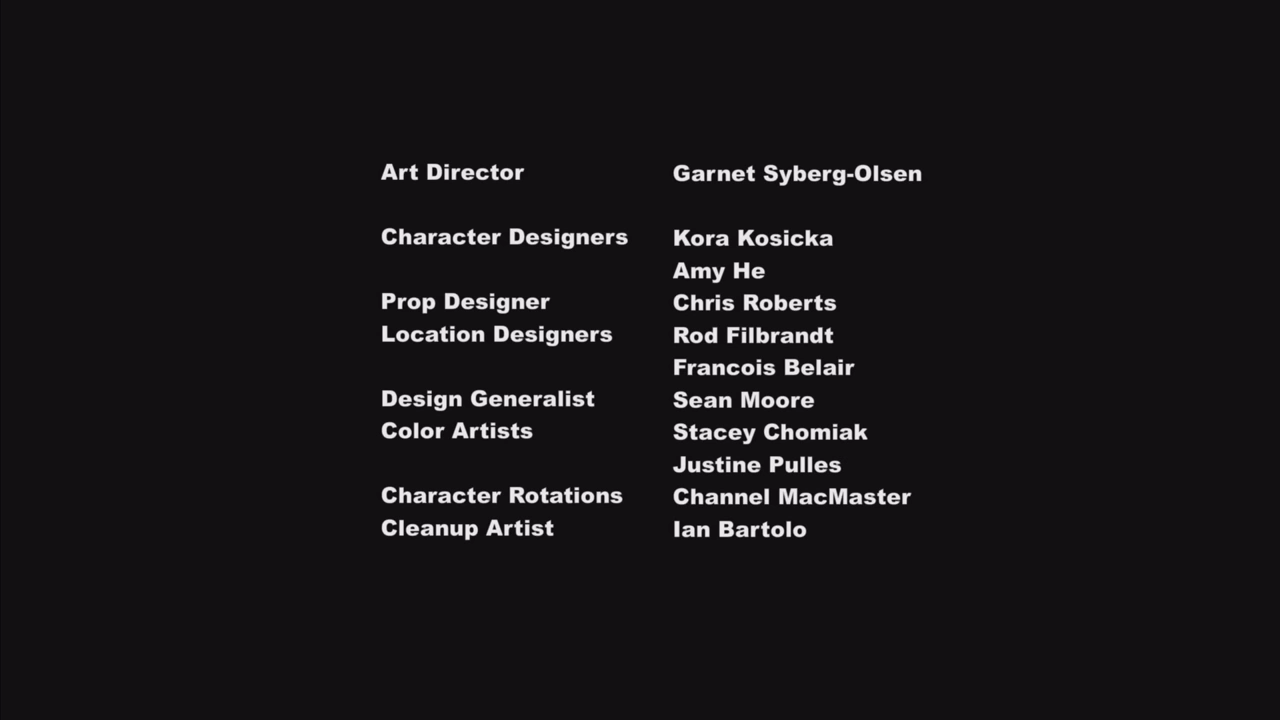 Art Director Garnet Syberg-Olsen
Character Designers Kora Kosicka
Amy He
Prop Designer Chris Roberts
Location Designers Rod Filbrandt
Francois Belair
Design Generalist Sean Moore
Color Artists Stacey Chomiak
Justine Pulles
Character Rotations Channel MacMaster
Cleanup Artist Ian Bartolo